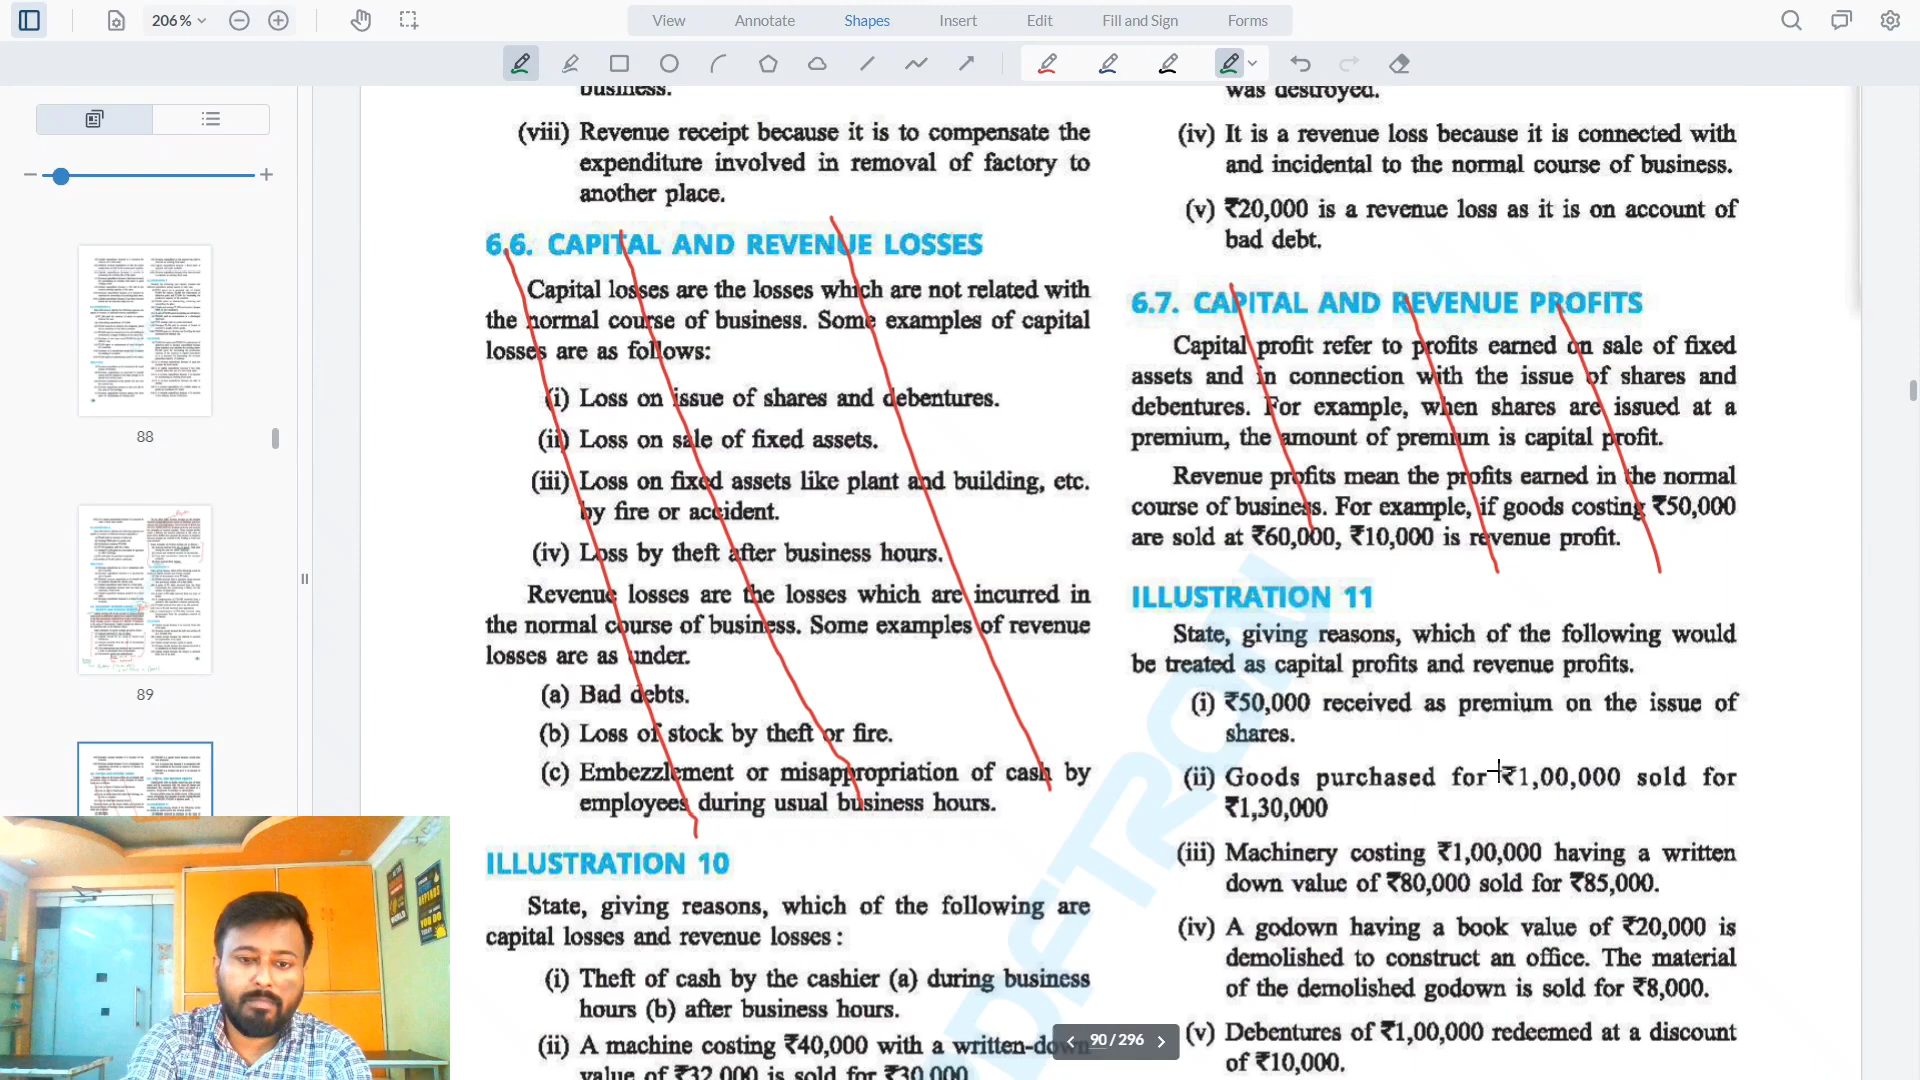 206 %
View
Annotate
Shapes
Insert
Edit
Fill and Sign
Forms
88
89
business.
(viii) Revenue receipt because it is to compensate the
expenditure involved in removal of factory to
another place.
6.6. CAPITAL AND REVENUE LOSSES
Capital losses are the losses which are not related with
the normal course of business. Some examples of capital
losses are as follows:
(i) Loss on issue of shares and debentures.
(ii) Loss on sale of fixed assets.
(iii) Loss on fixed assets like plant and building, etc.
by fire or accident.
(iv) Loss by theft after business hours.
Revenue losses are the losses which are incurred in
the normal course of business. Some examples of revenue
losses are as under.
(a) Bad debts.
(b) Loss of stock by theft or fire.
(c) Embezzlement or misappropriation of cash by
employees during usual business hours.
ILLUSTRATION 10
State, giving reasons, which of the following are
capital losses and revenue losses :
(i) Theft of cash by the cashier (a) during business
hours (b) after business hours.
(ii) A machine costing ₹40,000 with a written-down
value of ₹32,000 is sold for ₹30,000
was destroyed.
(iv) It is a revenue loss because it is connected with
and incidental to the normal course of business.
(v) ₹20,000 is a revenue loss as it is on account of
bad debt.
6.7. CAPITAL AND REVENUE PROFITS
Capital profit refer to profits earned on sale of fixed
assets and in connection with the issue of shares and
debentures. For example, when shares are issued at a
premium, the amount of premium is capital profit.
Revenue profits mean the profits earned in the normal
course of business. For example, if goods costing ₹50,000
are sold at ₹60,000, ₹10,000 is revenue profit.
ILLUSTRATION 11
State, giving reasons, which of the following would
be treated as capital profits and revenue profits.
(i) ₹50,000 received as premium on the issue of
shares.
(ii) Goods purchased for ₹1,00,000 sold for
₹1,30,000
(iii) Machinery costing ₹1,00,000 having a written
down value of ₹80,000 sold for ₹85,000.
(iv) A godown having a book value of ₹20,000 is
demolished to construct an office. The material
of the demolished godown is sold for ₹8,000.
(v) Debentures of ₹1,00,000 redeemed at a discount
of ₹10,000.
90 / 296